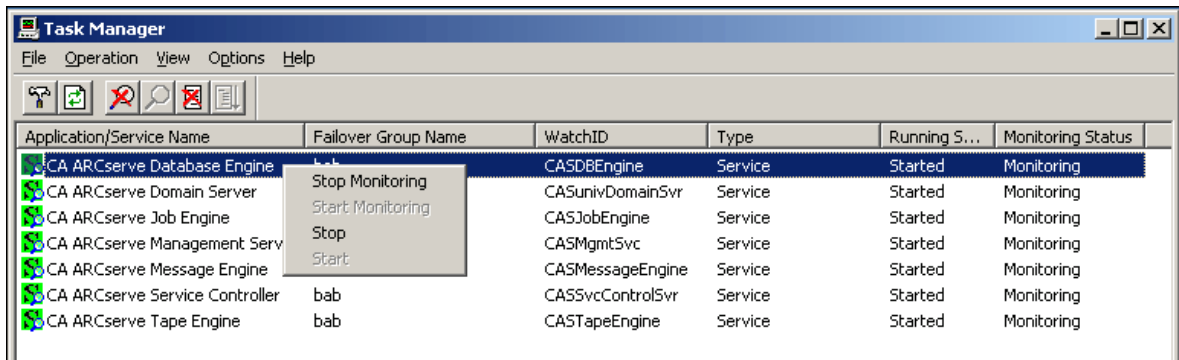 Task Manager
File Operation View Options Help
Application/Service Name Failover Group Name WatchID Type Running S... Monitoring Status
CA ARCserve Database Engine CASDBEngine Service Started Monitoring
CA ARCserve Domain Server CASunivDomainSvr Service Started Monitoring
CA ARCserve Job Engine CASJobEngine Service Started Monitoring
CA ARCserve Management Serv CASMgmtSvc Service Started Monitoring
CA ARCserve Message Engine CASMessageEngine Service Started Monitoring
CA ARCserve Service Controller bab CASSvcControlSvr Service Started Monitoring
CA ARCserve Tape Engine bab CASTapeEngine Service Started Monitoring
Stop Monitoring
Start Monitoring
Stop
Start